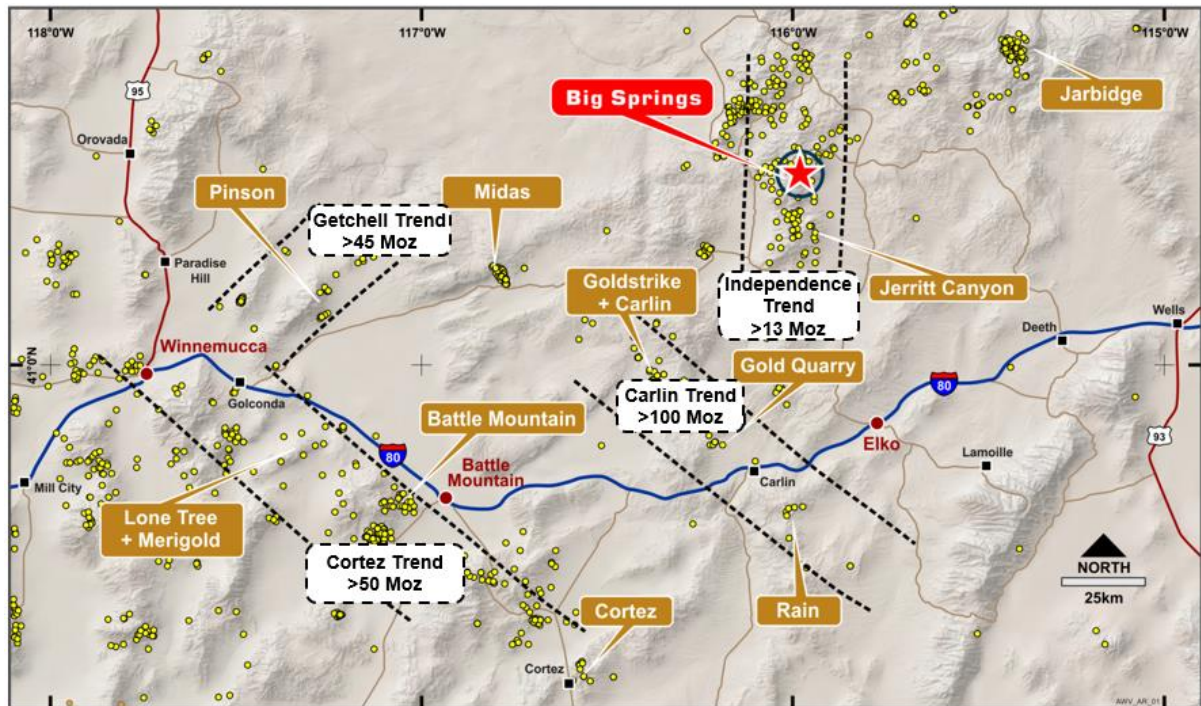 118°0'W
117°0'W
116°0'W
115°0'W
95
Orovada
Big Springs
Jarbidge
Pinson
Midas
Getchell Trend
>45 Moz
Paradise
Hill
Goldstrike
+ Carlin
Independence
Trend
>13 Moz
Jerritt Canyon
Wells
Deeth
Winnemucca
41°0'N
Golconda
Gold Quarry
Carlin Trend
>100 Moz
80
Battle Mountain
80
Elko
93
Battle
Mountain
Lamoille
Carlin
Mill City
Lone Tree
+ Merigold
Cortez Trend
>50 Moz
NORTH
25km
Rain
Cortez
Cortez
AWV_AR_01